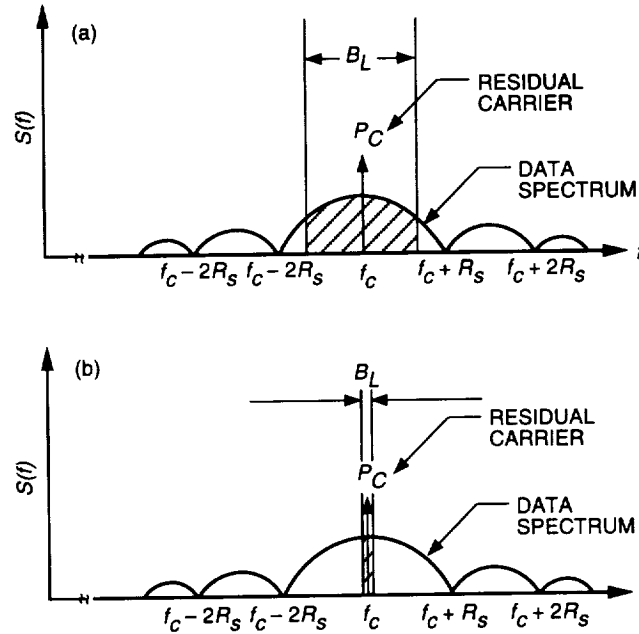 (a)
B_L
RESIDUAL
CARRIER
P_C
DATA
SPECTRUM
S(f)
f_C – 2R_S f_C – 2R_S f_C f_C + R_S f_C + 2R_S
(b)
B_L
RESIDUAL
CARRIER
P_C
DATA
SPECTRUM
S(f)
f_C – 2R_S f_C – 2R_S f_C f_C + R_S f_C + 2R_S